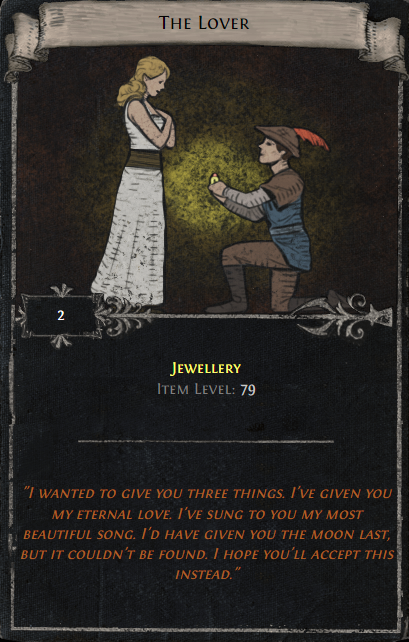 The Lover
2
Jewellery
Item Level: 79
"I wanted to give you three things. I've given you
my eternal love. I've sung to you my most
beautiful song. I'd have given you the moon last,
but it couldn't be found. I hope you'll accept this
instead."